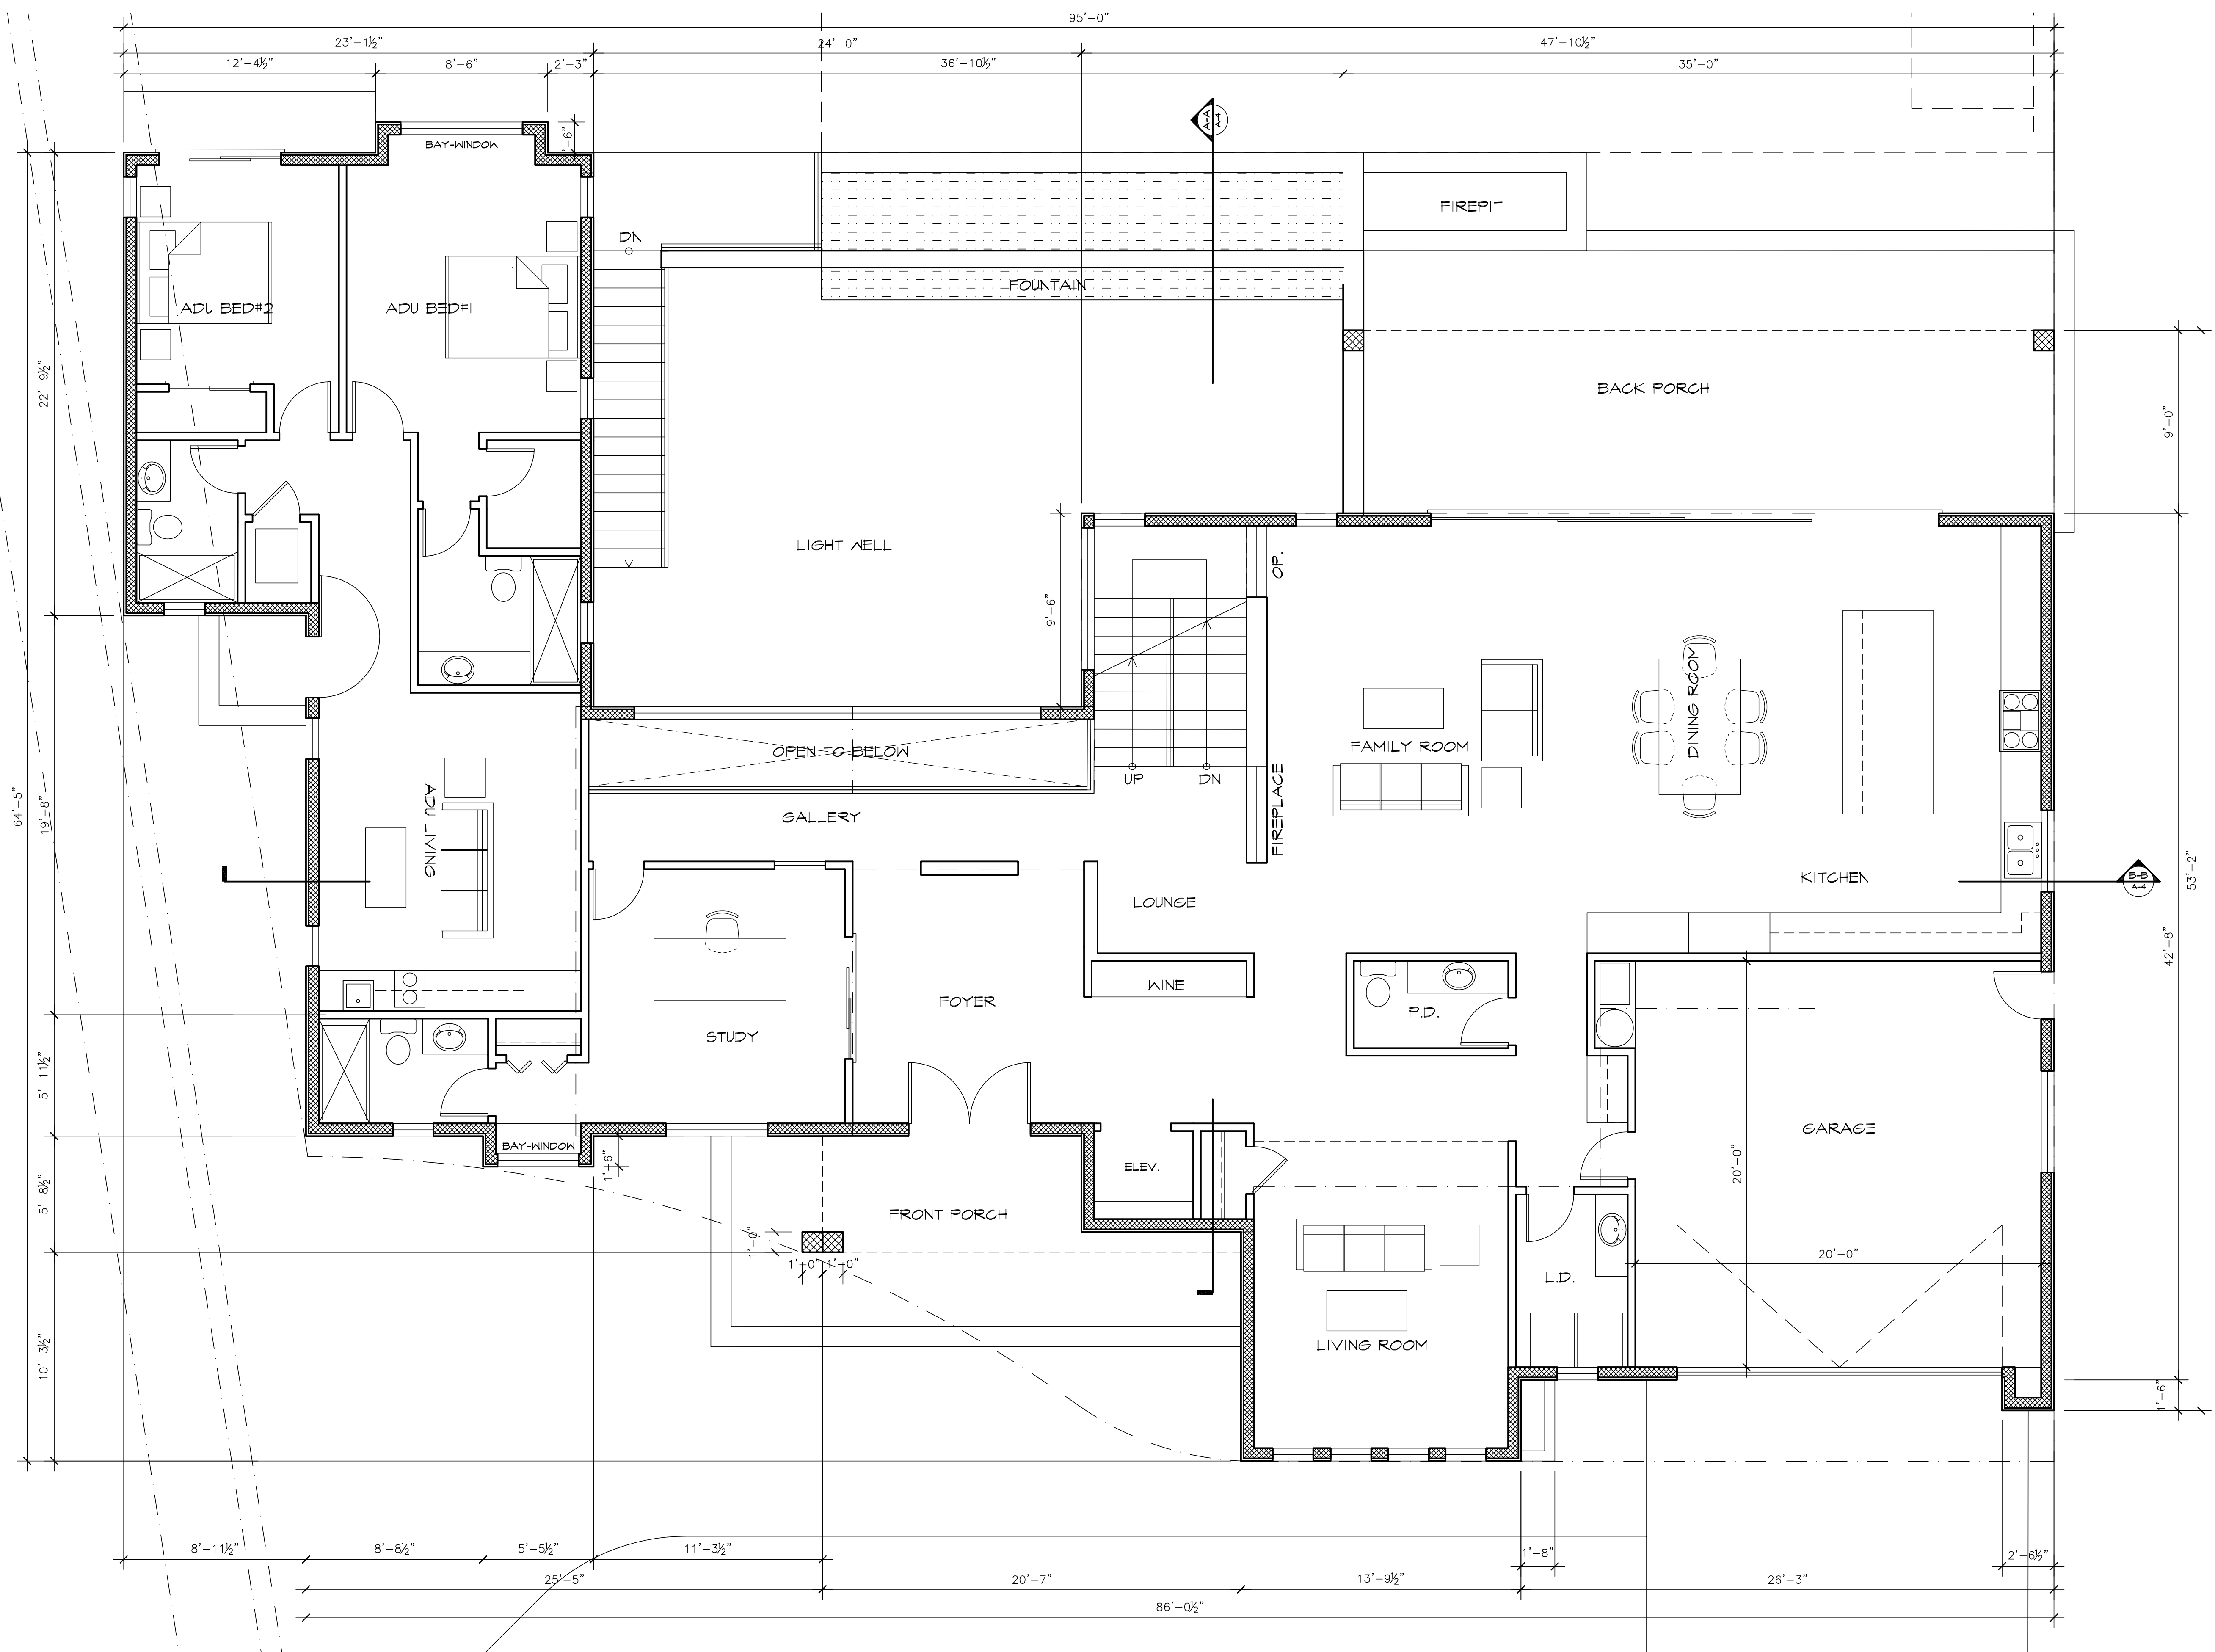 95'-0"
23'-1½"
24'-0"
47'-10½"
12'-4½"
8'-6"
2'-3"
36'-10½"
35'-0"
A-A
A-4
BAY-WINDOW
FIREPIT
DN
FOUNTAIN
ADU BED#2
ADU BED#1
BACK PORCH
22'-9½"
9'-0"
LIGHT WELL
OP.
9'-6"
DINING ROOM
FAMILY ROOM
OPEN TO BELOW
UP
DN
64'-5"
19'-8"
ADU LIVING
GALLERY
FIREPLACE
KITCHEN
B-B
A-4
53'-2"
LOUNGE
42'-8"
WINE
FOYER
P.D.
STUDY
5'-11½"
GARAGE
BAY-WINDOW
1'-6"
ELEV.
20'-0"
5'-8½"
FRONT PORCH
1'-0"
1'-0"
1'-0"
20'-0"
L.D.
LIVING ROOM
10'-3½"
1'-6"
8'-11½"
8'-8½"
5'-5½"
11'-3½"
1'-8"
2'-6½"
25'-5"
20'-7"
13'-9½"
26'-3"
86'-0½"